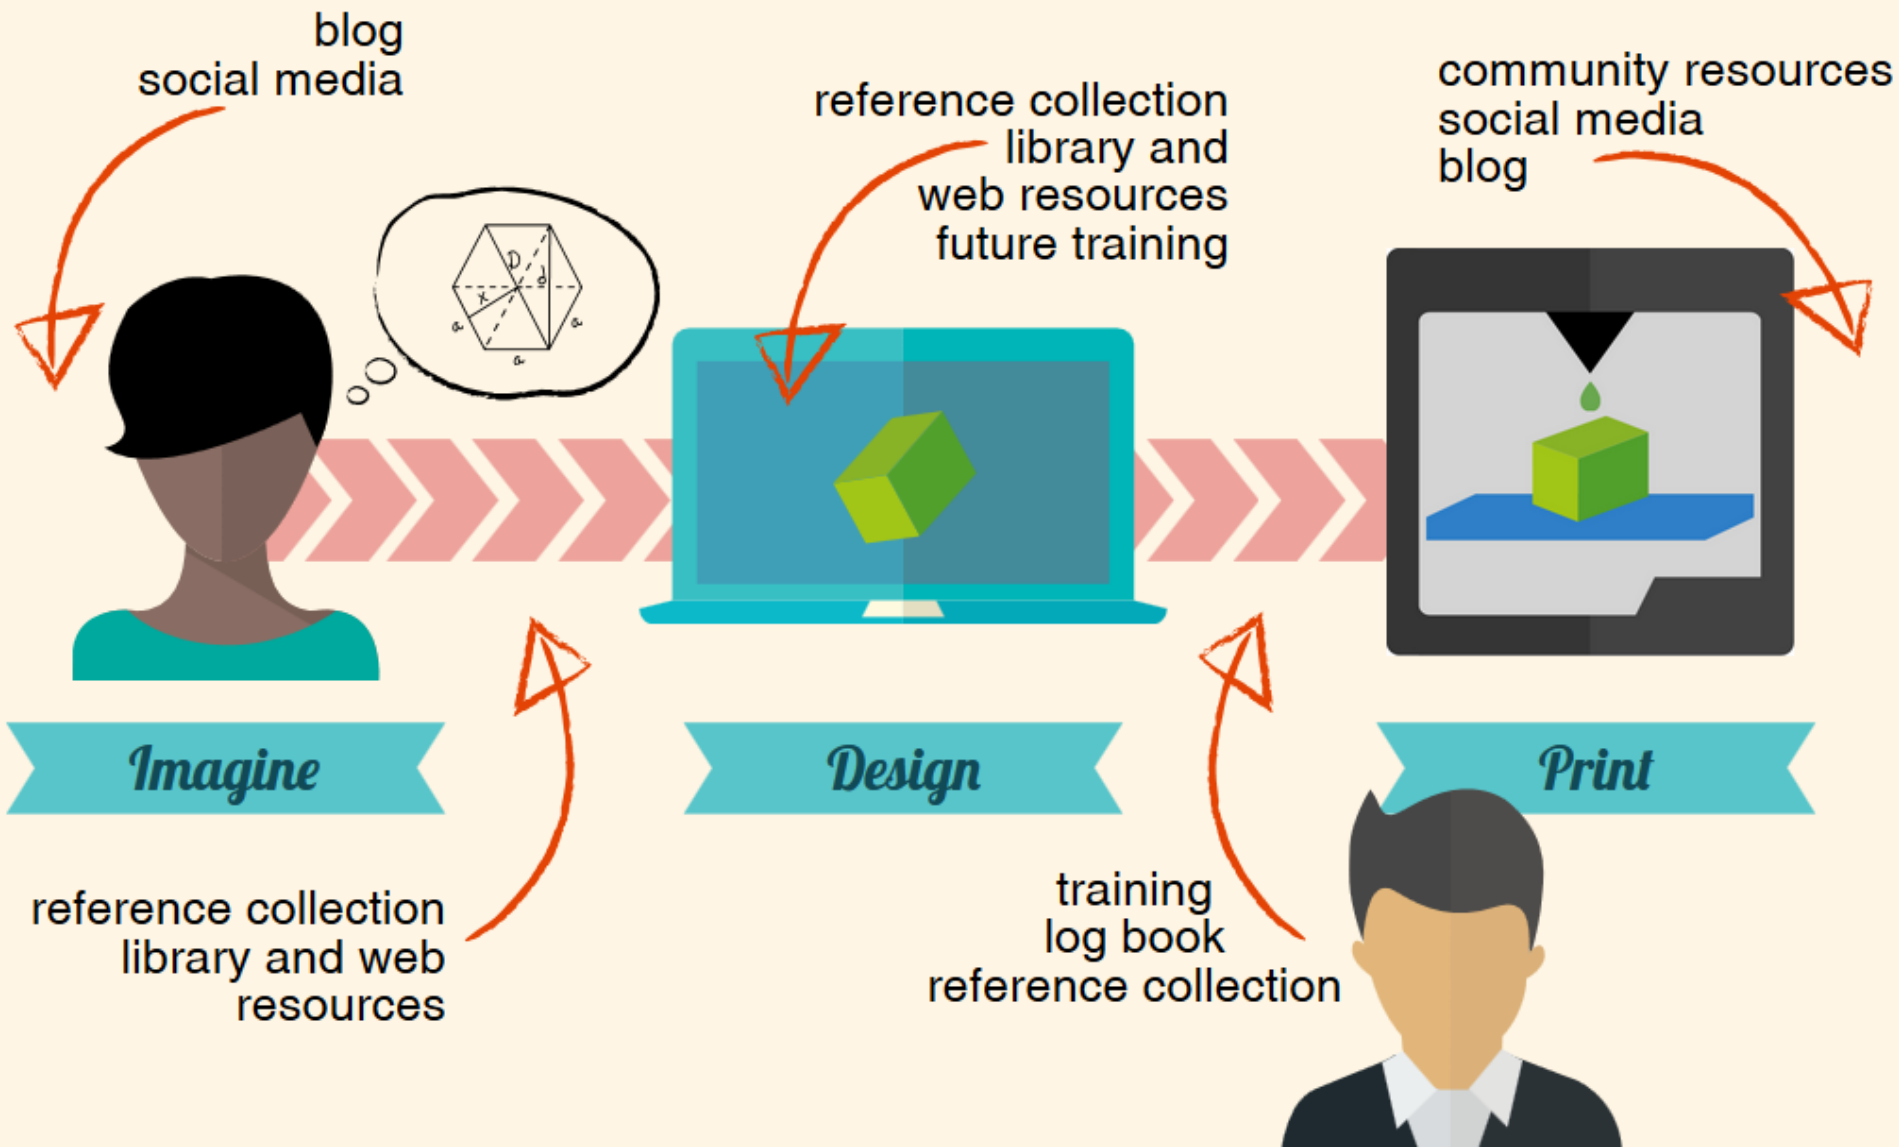 blog
social media
reference collection
library and
web resources
future training
community resources
social media
blog
D
d
x
a
a
a
Imagine
Design
Print
reference collection
library and web
resources
training
log book
reference collection